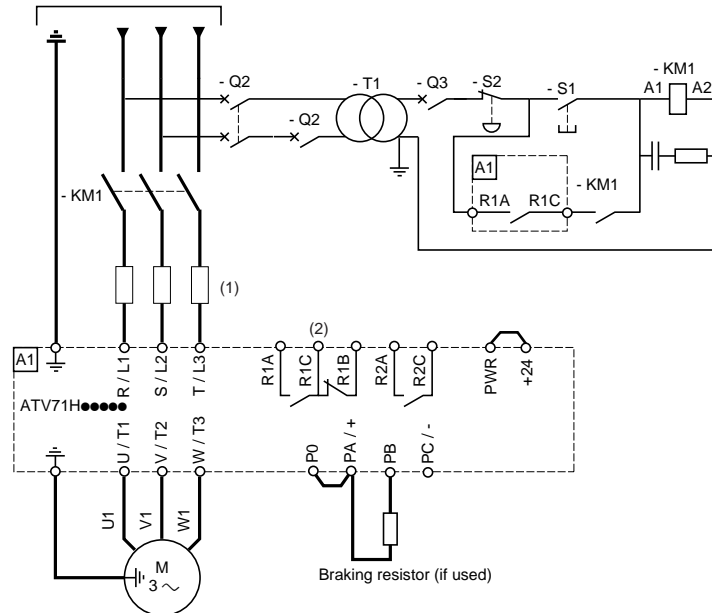 - Q2
- T1
- Q3
- S2
- S1
- KM1
A1
A2
- Q2
A1
R1A
R1C
- KM1
- KM1
(1)
(2)
A1
R / L1
S / L2
T / L3
R1A
R1C
R1B
R2A
R2C
PWR
+24
ATV71H●●●●●
U / T1
V / T2
W / T3
P0
PA / +
PB
PC / -
U1
V1
W1
M
3 ~
Braking resistor (if used)